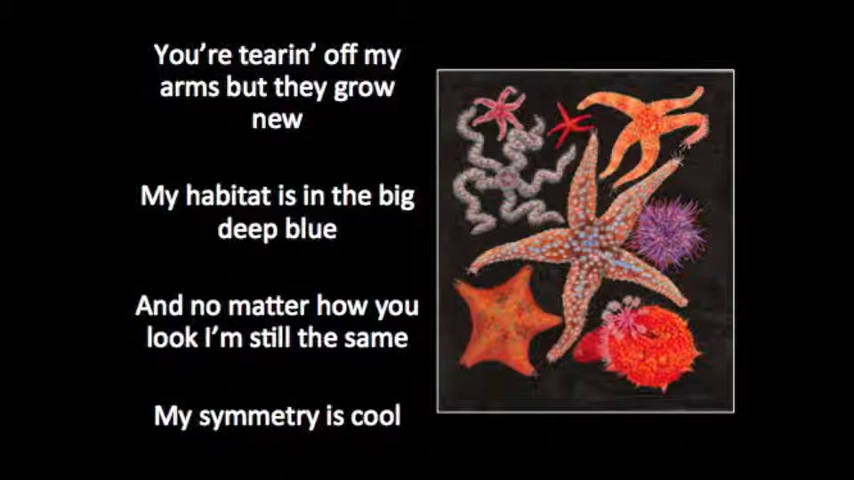 You're tearin' off my
arms but they grow
new
My habitat is in the big
deep blue
And no matter how you
look I'm still the same
My symmetry is cool